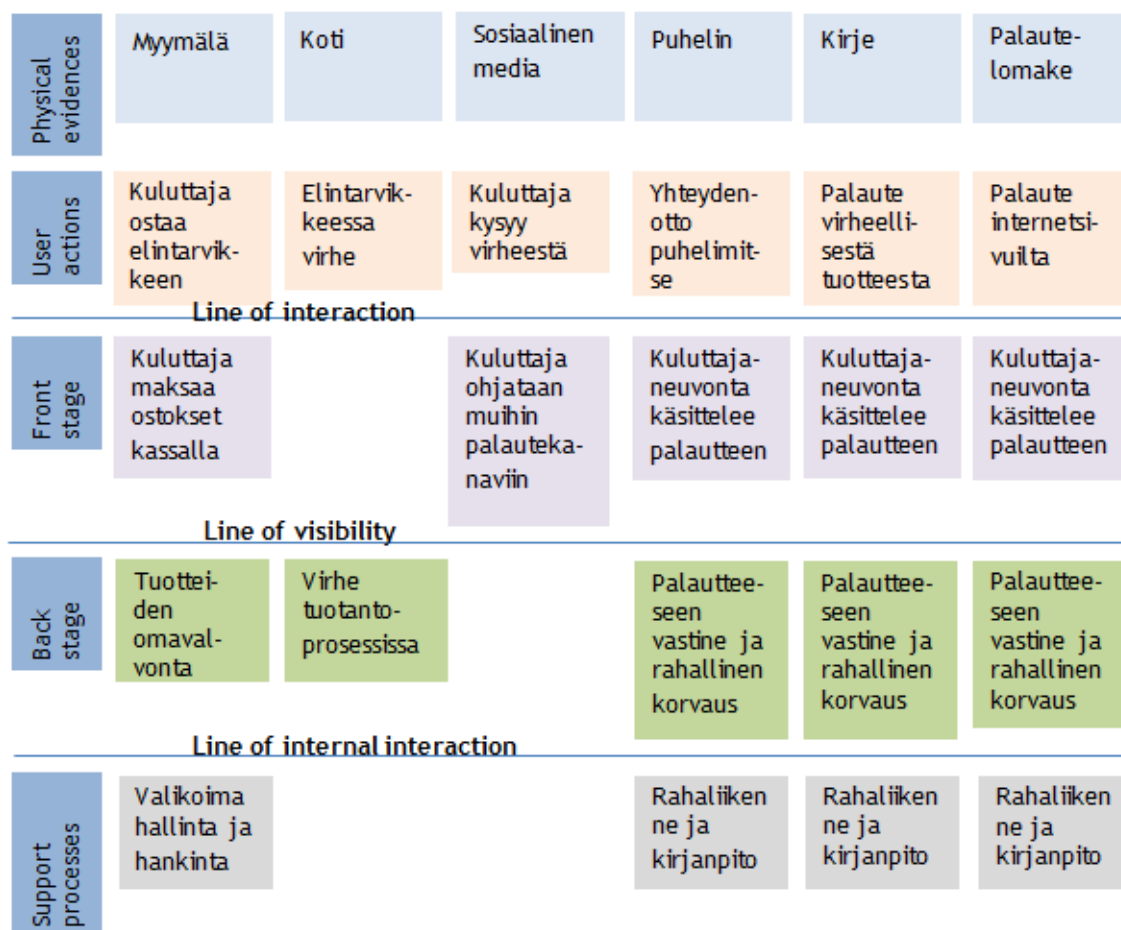 Physical
evidences
Myymälä
Koti
Sosiaalinen
media
Puhelin
Kirje
Palaute-
lomake
User
actions
Kuluttaja
ostaa
elintarvik-
keen
Elintarvik-
keessa
virhe
Kuluttaja
kysyy
virheestä
Yhteyden-
otto
puhelimit-
se
Palaute
virheelli-
sestä
tuotteesta
Palaute
internetsi-
vuilta
Line of interaction
Front
stage
Kuluttaja
maksaa
ostokset
kassalla
Kuluttaja
ohjataan
muihin
palauteka-
naviin
Kuluttaja-
neuvonta
käsittelee
palautteen
Kuluttaja-
neuvonta
käsittelee
palautteen
Kuluttaja-
neuvonta
käsittelee
palautteen
Line of visibility
Back
stage
Tuottei-
den
omaval-
vonta
Virhe
tuotanto-
prosessissa
Palauttee-
seen
vastine ja
rahallinen
korvaus
Palauttee-
seen
vastine ja
rahallinen
korvaus
Palauttee-
seen
vastine ja
rahallinen
korvaus
Line of internal interaction
Support
processes
Valikoima
hallinta ja
hankinta
Rahaliiken
ne ja
kirjanpito
Rahaliiken
ne ja
kirjanpito
Rahaliiken
ne ja
kirjanpito